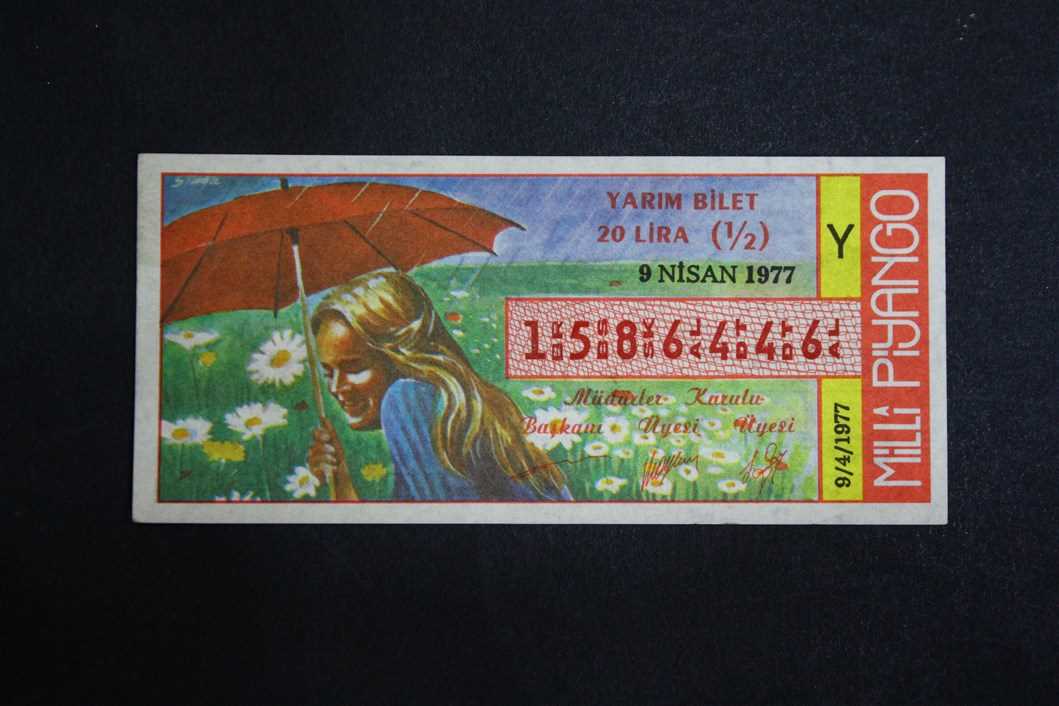 YARIM BİLET
20 LİRA (1/2)
9 NİSAN 1977
1 5 8 6 4 4 6
Müdürler Kurulu
Başkanı Üyesi Üyesi
Y
9/4/1977
MİLLİ PİYANGO